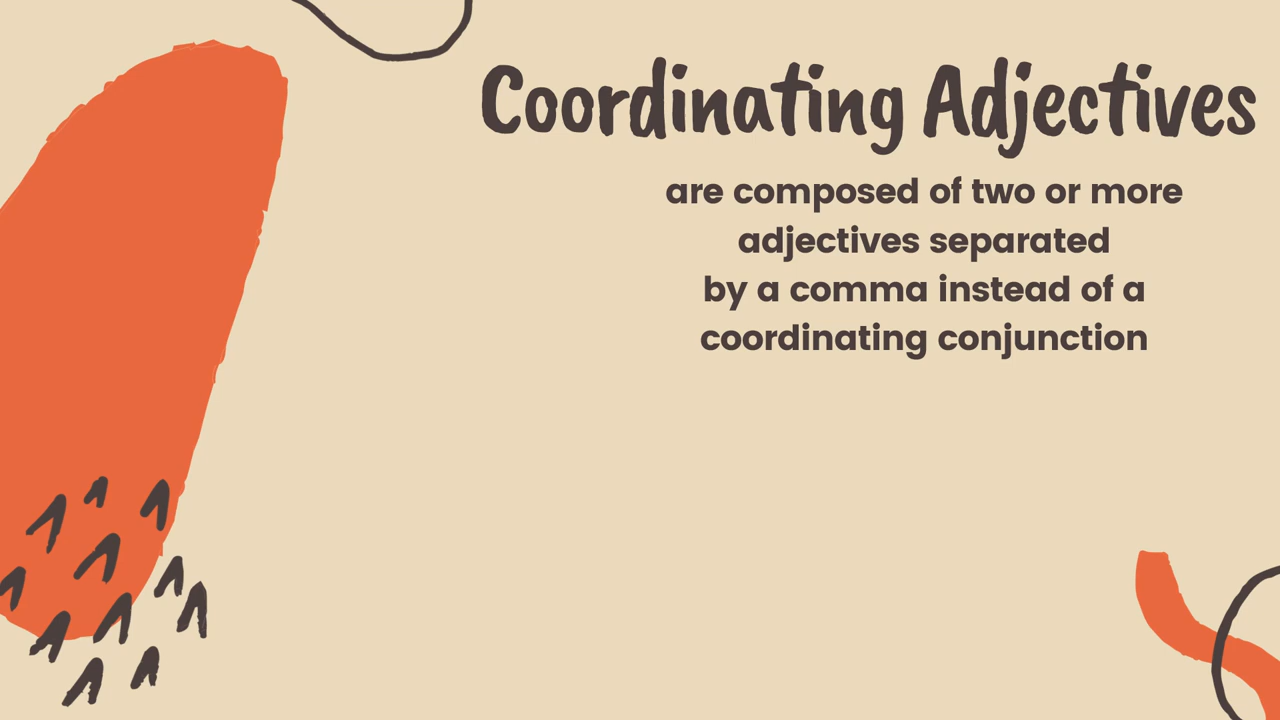 Coordinating Adjectives
are composed of two or more
adjectives separated
by a comma instead of a
coordinating conjunction